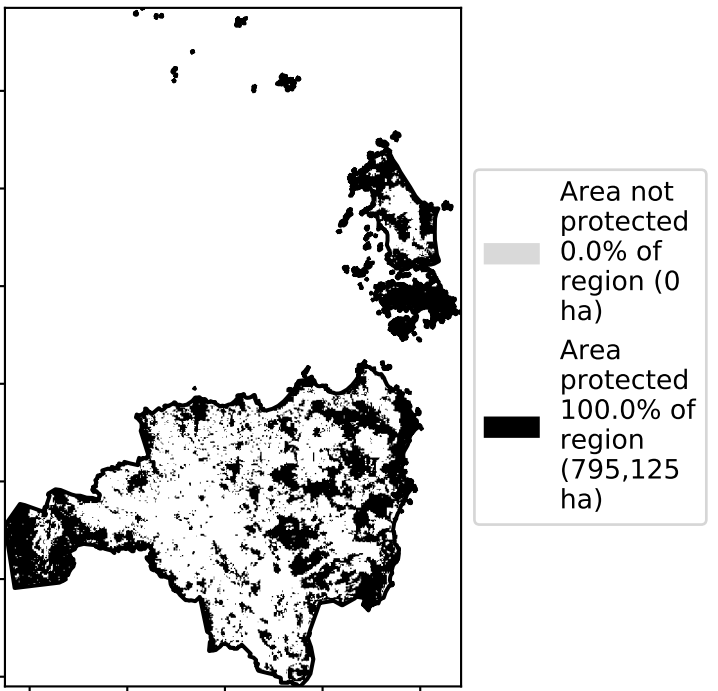 Area not
protected
0.0% of
region (0
ha)
Area
protected
100.0% of
region
(795,125
ha)